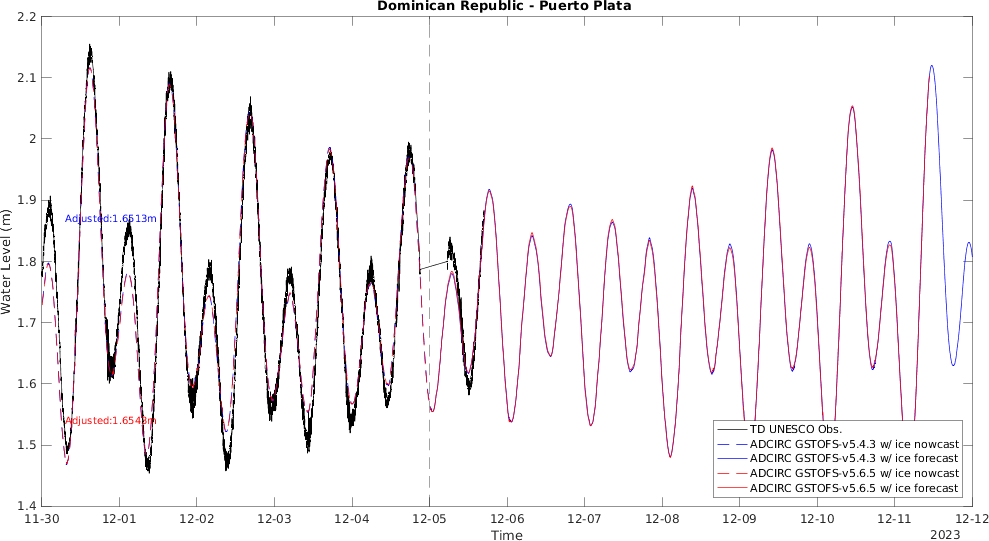 Dominican Republic - Puerto Plata
2.2
2.1
2
1.9
1.8
1.7
1.6
1.5
1.4
Water Level (m)
Adjusted:1.6513m
Adjusted:1.6543m
TD UNESCO Obs.
ADCIRC GSTOFS-v5.4.3 w/ ice nowcast
ADCIRC GSTOFS-v5.4.3 w/ ice forecast
ADCIRC GSTOFS-v5.6.5 w/ ice nowcast
ADCIRC GSTOFS-v5.6.5 w/ ice forecast
11-30 12-01 12-02 12-03 12-04 12-05 12-06 12-07 12-08 12-09 12-10 12-11 12-12
Time
2023